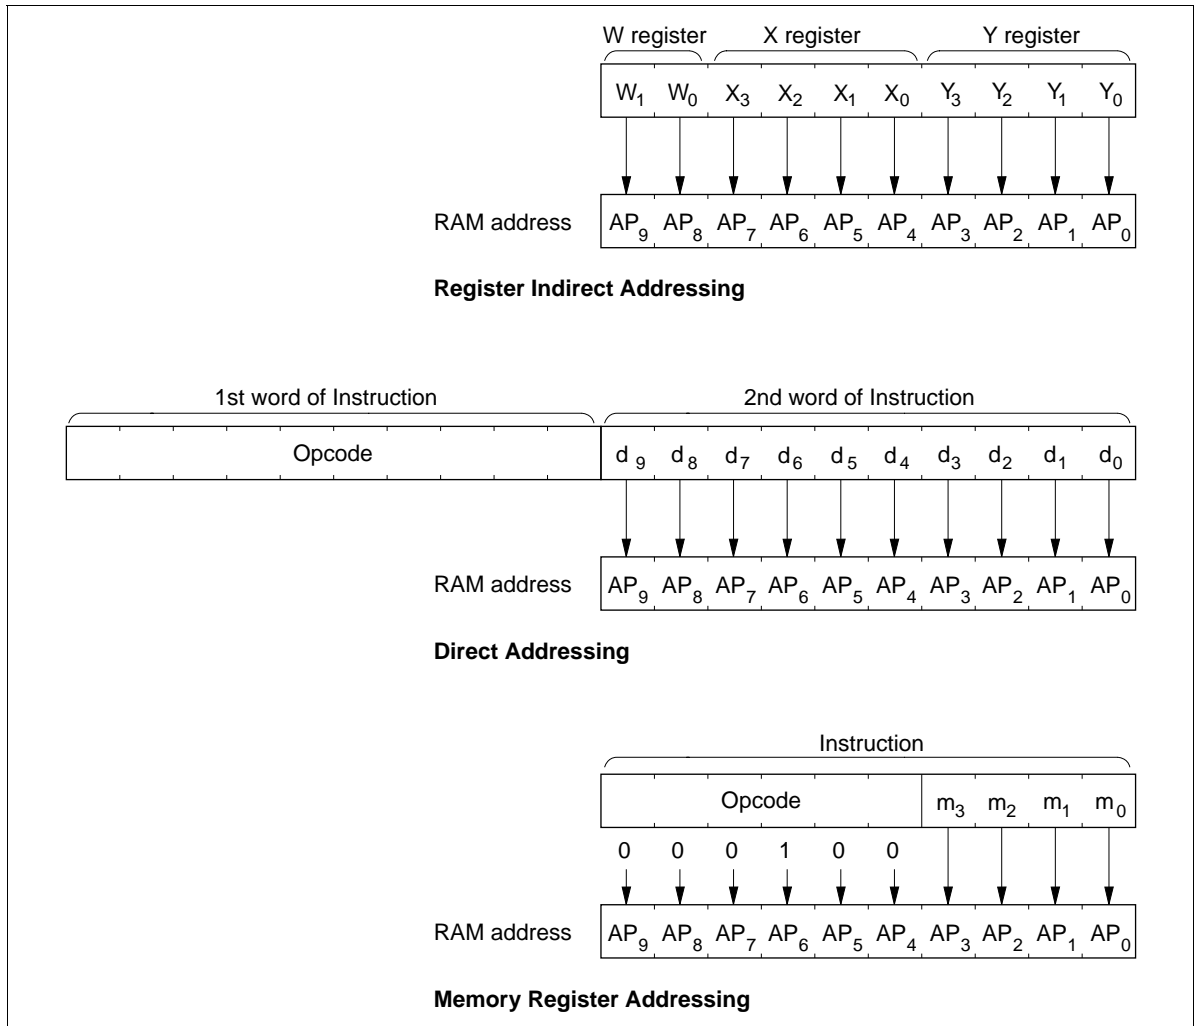 W register X register Y register
W1 W0 X3 X2 X1 X0 Y3 Y2 Y1 Y0
RAM address AP9 AP8 AP7 AP6 AP5 AP4 AP3 AP2 AP1 AP0
Register Indirect Addressing
1st word of Instruction 2nd word of Instruction
Opcode d9 d8 d7 d6 d5 d4 d3 d2 d1 d0
RAM address AP9 AP8 AP7 AP6 AP5 AP4 AP3 AP2 AP1 AP0
Direct Addressing
Instruction
Opcode m3 m2 m1 m0
0 0 0 1 0 0
RAM address AP9 AP8 AP7 AP6 AP5 AP4 AP3 AP2 AP1 AP0
Memory Register Addressing